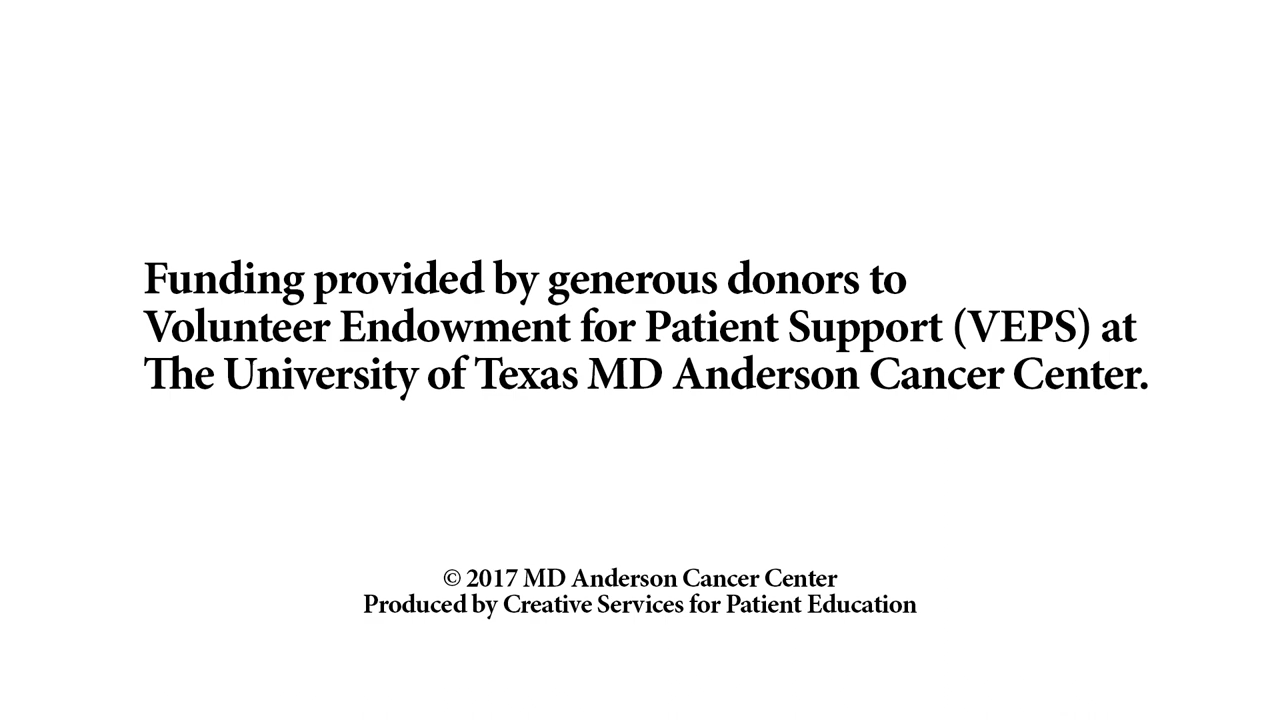 Funding provided by generous donors to
Volunteer Endowment for Patient Support (VEPS) at
The University of Texas MD Anderson Cancer Center.
© 2017 MD Anderson Cancer Center
Produced by Creative Services for Patient Education